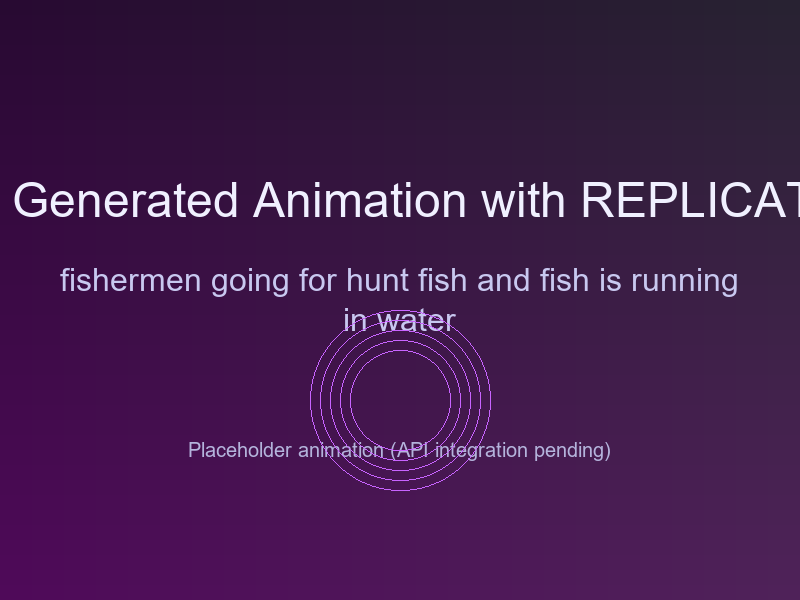 Generated Animation with REPLICAT
fishermen going for hunt fish and fish is running
in water
Placeholder animation (API integration pending)